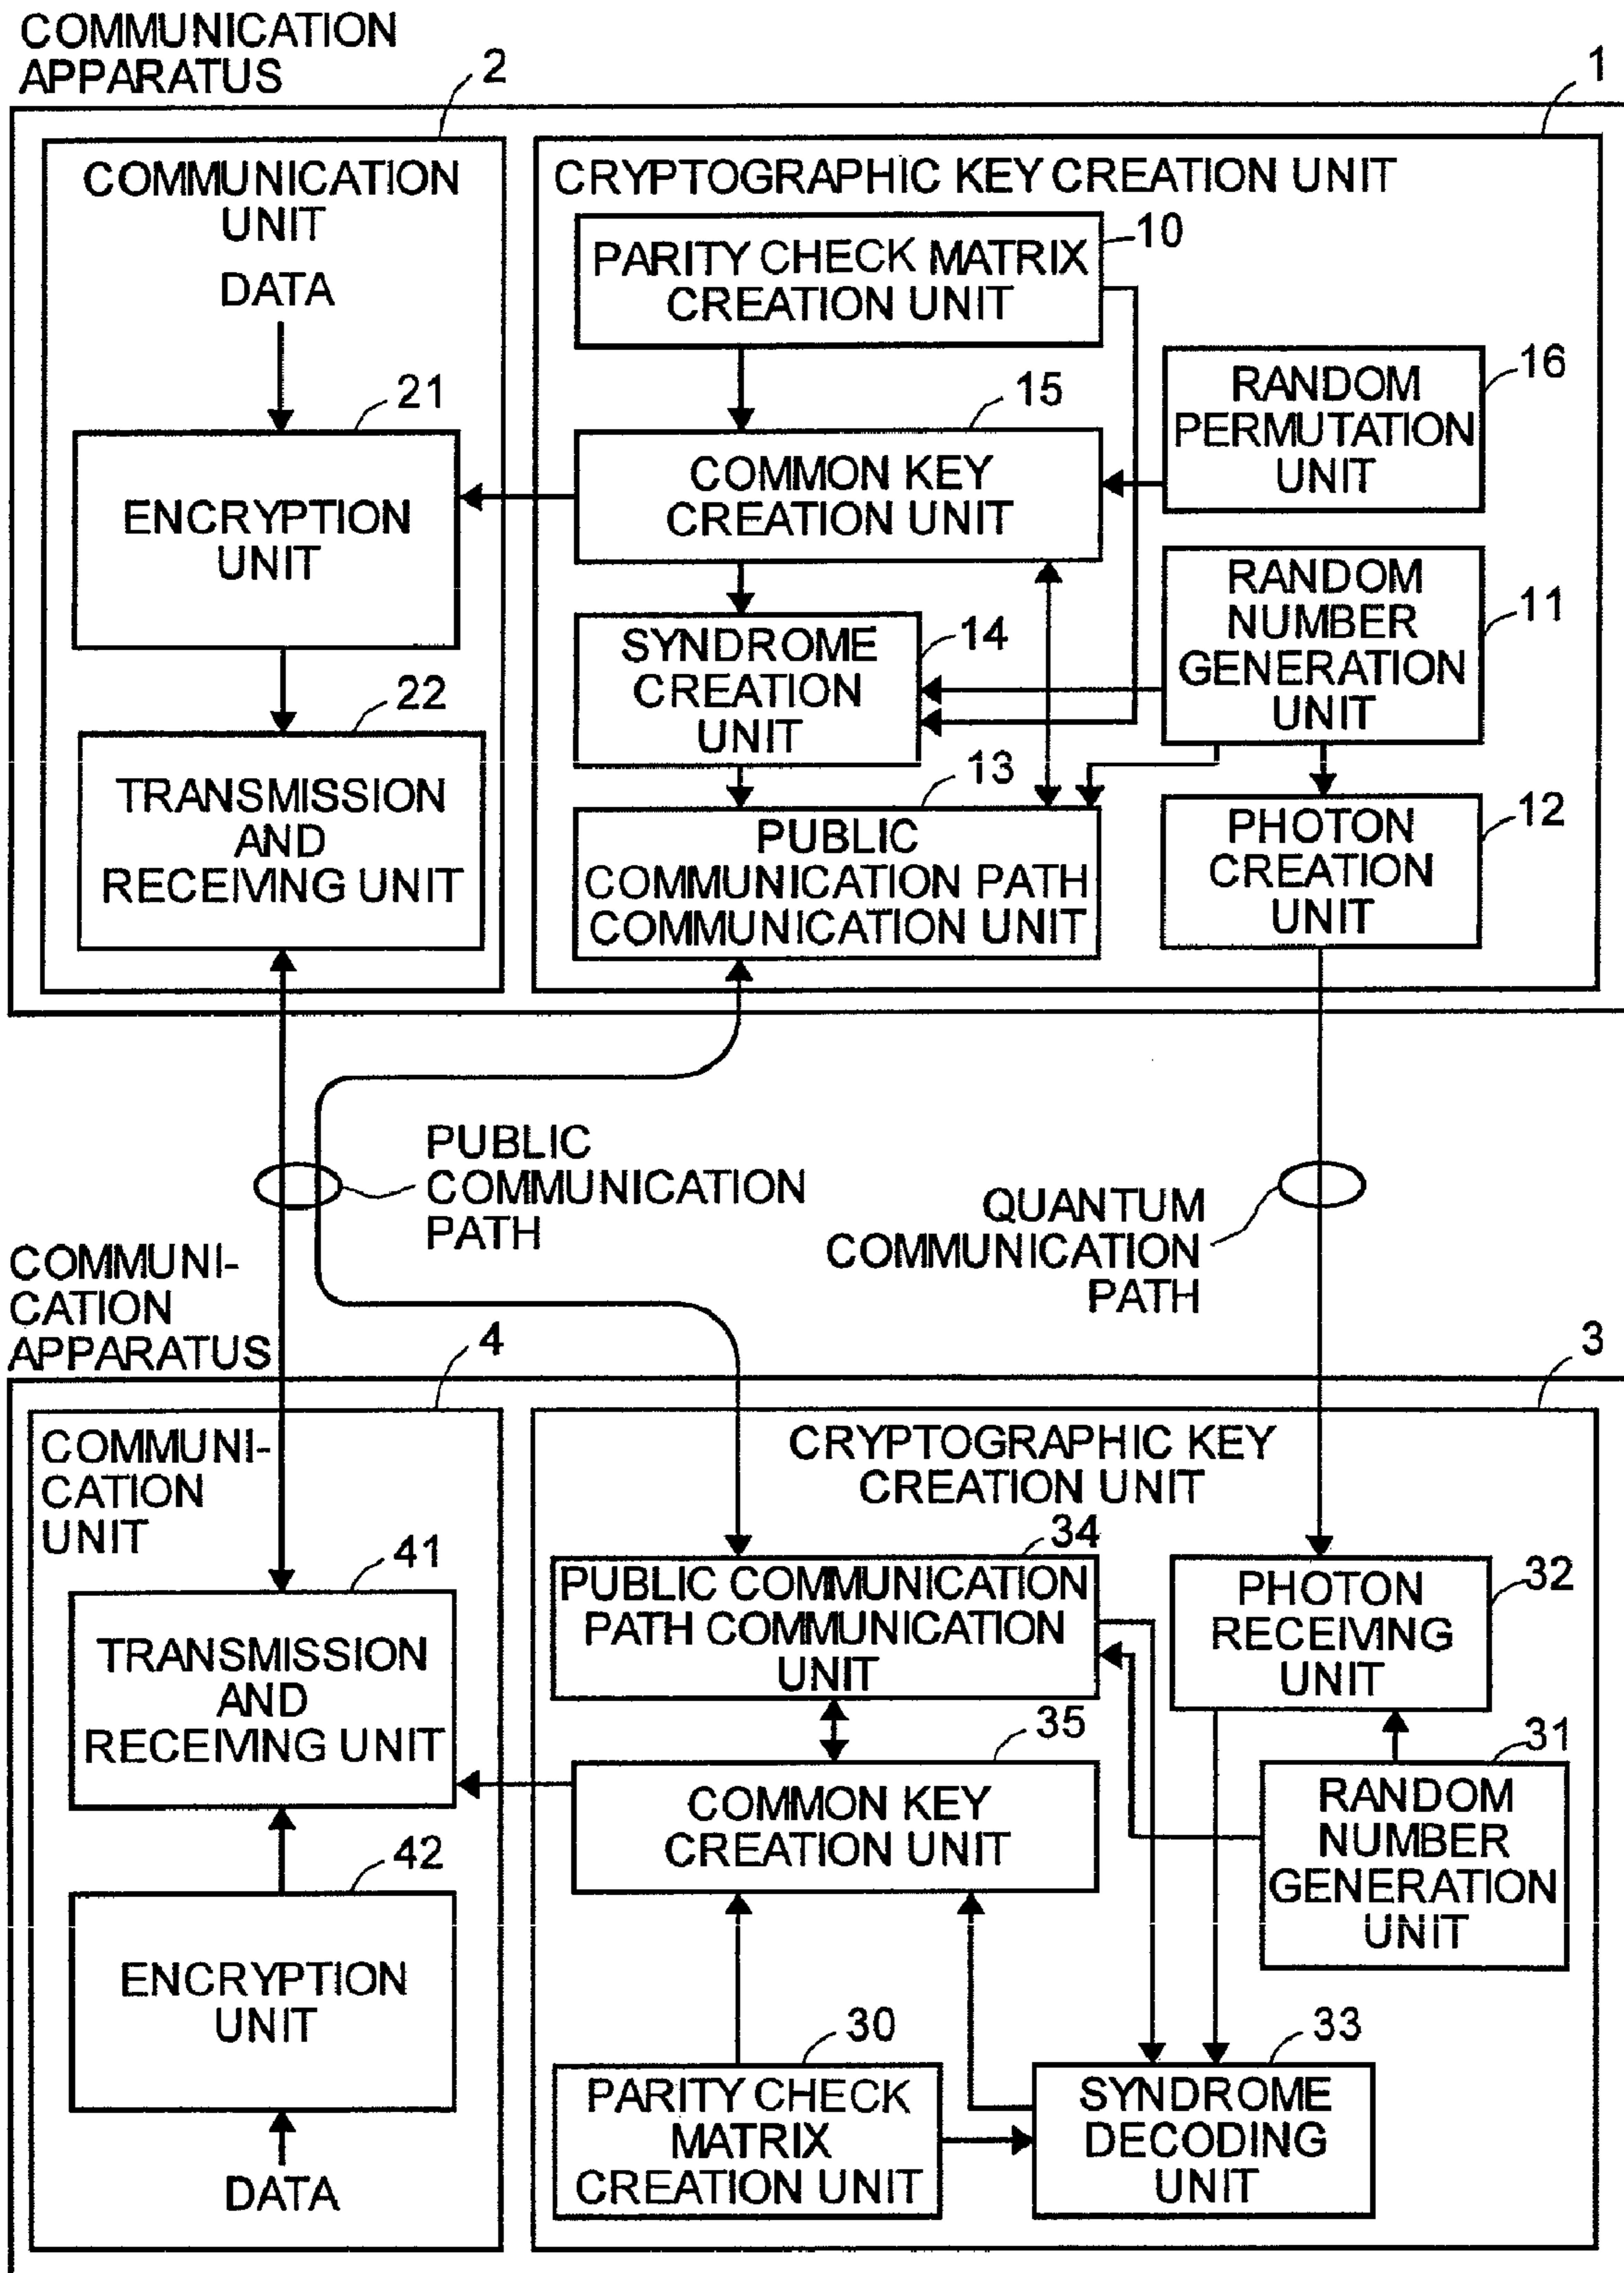 COMMUNICATION
APPARATUS
2
1
COMMUNICATION
UNIT
DATA
21
ENCRYPTION
UNIT
22
TRANSMISSION
AND
RECEIVING UNIT
CRYPTOGRAPHIC KEY CREATION UNIT
10
PARITY CHECK MATRIX
CREATION UNIT
15
COMMON KEY
CREATION UNIT
16
RANDOM
PERMUTATION
UNIT
14
SYNDROME
CREATION
UNIT
11
RANDOM
NUMBER
GENERATION
UNIT
13
PUBLIC
COMMUNICATION PATH
COMMUNICATION UNIT
12
PHOTON
CREATION
UNIT
PUBLIC
COMMUNICATION
PATH
QUANTUM
COMMUNICATION
PATH
COMMUNI-
CATION
APPARATUS
4
3
COMMUNI-
CATION
UNIT
41
TRANSMISSION
AND
RECEIVING UNIT
42
ENCRYPTION
UNIT
DATA
CRYPTOGRAPHIC KEY
CREATION UNIT
34
PUBLIC COMMUNICATION
PATH COMMUNICATION
UNIT
32
PHOTON
RECEIVING
UNIT
35
COMMON KEY
CREATION UNIT
31
RANDOM
NUMBER
GENERATION
UNIT
30
PARITY CHECK
MATRIX
CREATION UNIT
33
SYNDROME
DECODING
UNIT